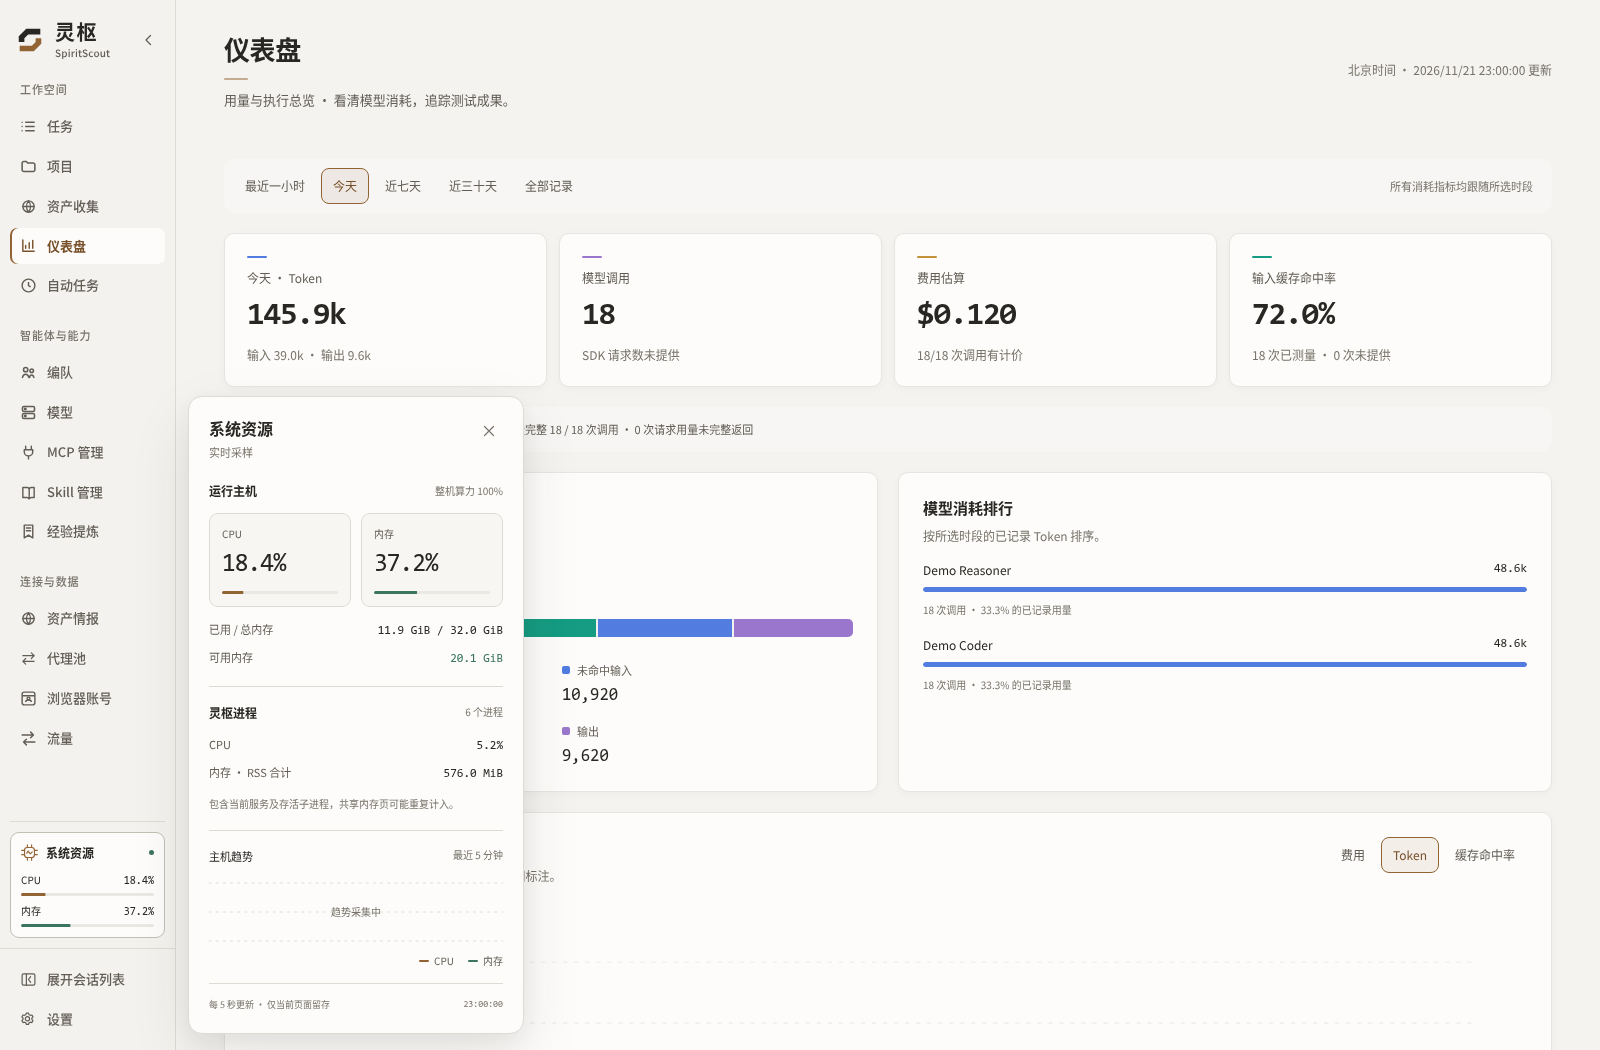 灵枢
SpiritScout
工作空间
任务
项目
资产收集
仪表盘
自动任务
智能体与能力
编队
模型
MCP 管理
Skill 管理
经验提炼
连接与数据
资产情报
代理池
浏览器账号
流量
系统资源
CPU 18.4%
内存 37.2%
展开会话列表
设置
仪表盘
用量与执行总览 · 看清模型消耗，追踪测试成果。
北京时间 · 2026/11/21 23:00:00 更新
最近一小时 今天 近七天 近三十天 全部记录
所有消耗指标均跟随所选时段
今天 · Token
145.9k
输入 39.0k · 输出 9.6k
模型调用
18
SDK 请求数未提供
费用估算
$0.120
18/18 次调用有计价
输入缓存命中率
72.0%
18 次已测量 · 0 次未提供
完整 18 / 18 次调用 · 0 次请求用量未完整返回
系统资源
实时采样
运行主机 整机算力 100%
CPU
18.4%
内存
37.2%
已用 / 总内存 11.9 GiB / 32.0 GiB
可用内存 20.1 GiB
灵枢进程 6 个进程
CPU 5.2%
内存 · RSS 合计 576.0 MiB
包含当前服务及存活子进程，共享内存页可能重复计入。
主机趋势 最近 5 分钟
趋势采集中
CPU 内存
每 5 秒更新 · 仅当前页面留存 23:00:00
未命中输入
10,920
输出
9,620
模型消耗排行
按所选时段的已记录 Token 排序。
Demo Reasoner 48.6k
18 次调用 · 33.3% 的已记录用量
Demo Coder 48.6k
18 次调用 · 33.3% 的已记录用量
标注。
费用 Token 缓存命中率